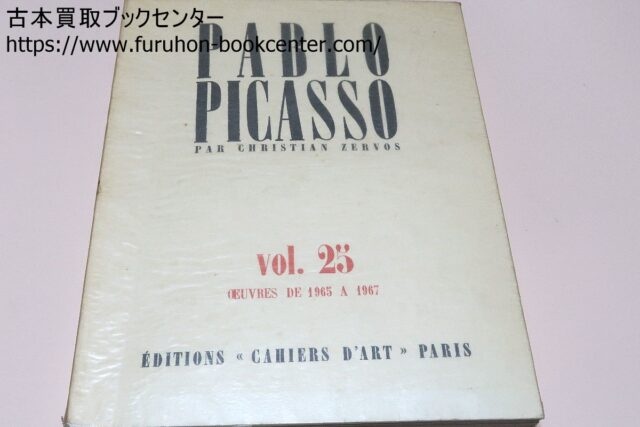 古本買取ブックセンター
https://www.furuhon-bookcenter.com/
PABLO
PICASSO
PAR CHRISTIAN ZERVOS
vol. 25
ŒUVRES DE 1965 A 1967
ÉDITIONS « CAHIERS D'ART » PARIS